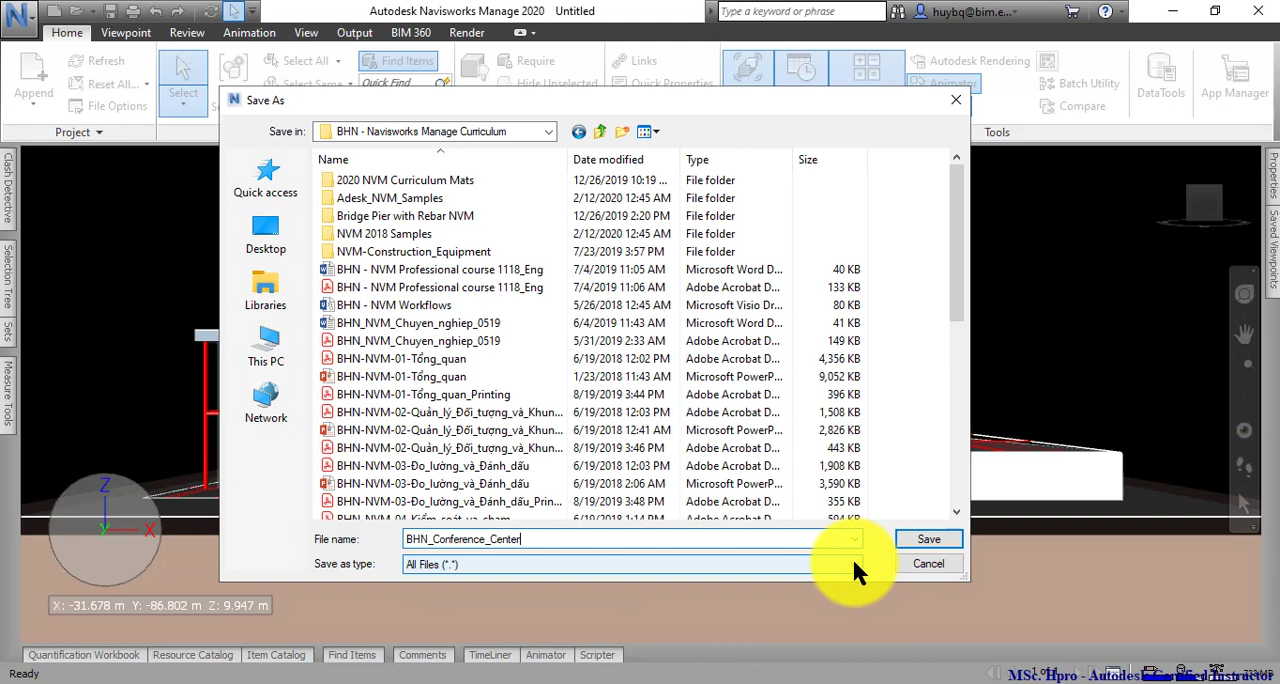 Autodesk Navisworks Manage 2020 Untitled
Type a keyword or phrase
huybq@bim.e...
Home Viewpoint Review Animation View Output BIM 360 Render
Append
Refresh
Reset All...
File Options
Project
Select
Select All
Select Same
Find Items
Quick Find
Require
Hide Unselected
Links
Quick Properties
Autodesk Rendering
Animator
Batch Utility
Compare
DataTools
App Manager
Tools
Save As
Save in: BHN - Navisworks Manage Curriculum
Name Date modified Type Size
2020 NVM Curriculum Mats 12/26/2019 10:19 ... File folder
Adesk_NVM_Samples 2/12/2020 12:45 AM File folder
Bridge Pier with Rebar NVM 12/26/2019 2:20 PM File folder
NVM 2018 Samples 2/12/2020 12:45 AM File folder
NVM-Construction_Equipment 7/23/2019 3:57 PM File folder
BHN - NVM Professional course 1118_Eng 7/4/2019 11:05 AM Microsoft Word D... 40 KB
BHN - NVM Professional course 1118_Eng 7/4/2019 11:06 AM Adobe Acrobat D... 133 KB
BHN - NVM Workflows 5/26/2018 12:45 AM Microsoft Visio Dr... 80 KB
BHN_NVM_Chuyen_nghiep_0519 6/4/2019 11:43 AM Microsoft Word D... 41 KB
BHN_NVM_Chuyen_nghiep_0519 5/31/2019 2:33 AM Adobe Acrobat D... 149 KB
BHN-NVM-01-Tổng_quan 6/19/2018 12:02 PM Adobe Acrobat D... 4,356 KB
BHN-NVM-01-Tổng_quan 1/23/2018 11:43 AM Microsoft PowerP... 9,052 KB
BHN-NVM-01-Tổng_quan_Printing 8/19/2019 3:44 PM Adobe Acrobat D... 396 KB
BHN-NVM-02-Quản_lý_Đối_tượng_và_Khun... 6/19/2018 12:03 PM Adobe Acrobat D... 1,508 KB
BHN-NVM-02-Quản_lý_Đối_tượng_và_Khun... 6/19/2018 12:41 AM Microsoft PowerP... 2,826 KB
BHN-NVM-02-Quản_lý_Đối_tượng_và_Khun... 8/19/2019 3:46 PM Adobe Acrobat D... 443 KB
BHN-NVM-03-Đo_lường_và_Đánh_dấu 6/19/2018 12:03 PM Adobe Acrobat D... 1,908 KB
BHN-NVM-03-Đo_lường_và_Đánh_dấu 6/19/2018 2:06 AM Microsoft PowerP... 3,590 KB
BHN-NVM-03-Đo_lường_và_Đánh_dấu_Prin... 8/19/2019 3:48 PM Adobe Acrobat D... 355 KB
Quick access
Desktop
Libraries
This PC
Network
File name: BHN_Conference_Center
Save
Save as type: All Files (*.*)
Cancel
Clash Detective
Selection Tree
Sets
Measure Tools
Properties
Saved Viewpoints
Z
Y
X
X: -31.678 m Y: -86.802 m Z: 9.947 m
Quantification Workbook Resource Catalog Item Catalog Find Items Comments TimeLiner Animator Scripter
Ready
MSc. Hpro - Autodesk Certified Instructor